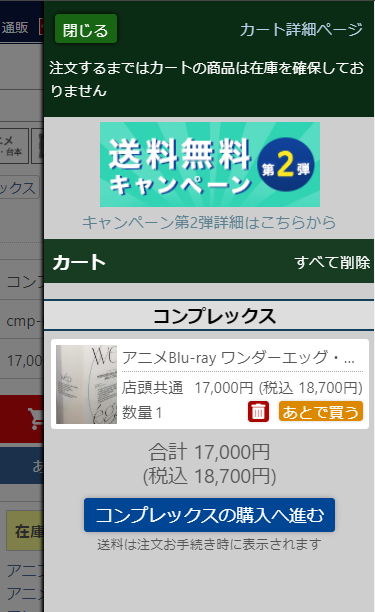 通販
閉じる
カート詳細ページ
注文するまではカートの商品は在庫を確保してお
りません
送料無料
キャンペーン
第2弾
キャンペーン第2弾詳細はこちらから
カート
すべて削除
コンプレックス
アニメBlu-ray ワンダーエッグ・...
店頭共通 17,000円 (税込 18,700円)
数量 1
あとで買う
合計 17,000円
(税込 18,700円)
コンプレックスの購入へ進む
送料は注文お手続き時に表示されます
メ
・台本
ックス
コンフ
cmp-
17,00
あ
在庫
アニ
アニ
アニメ